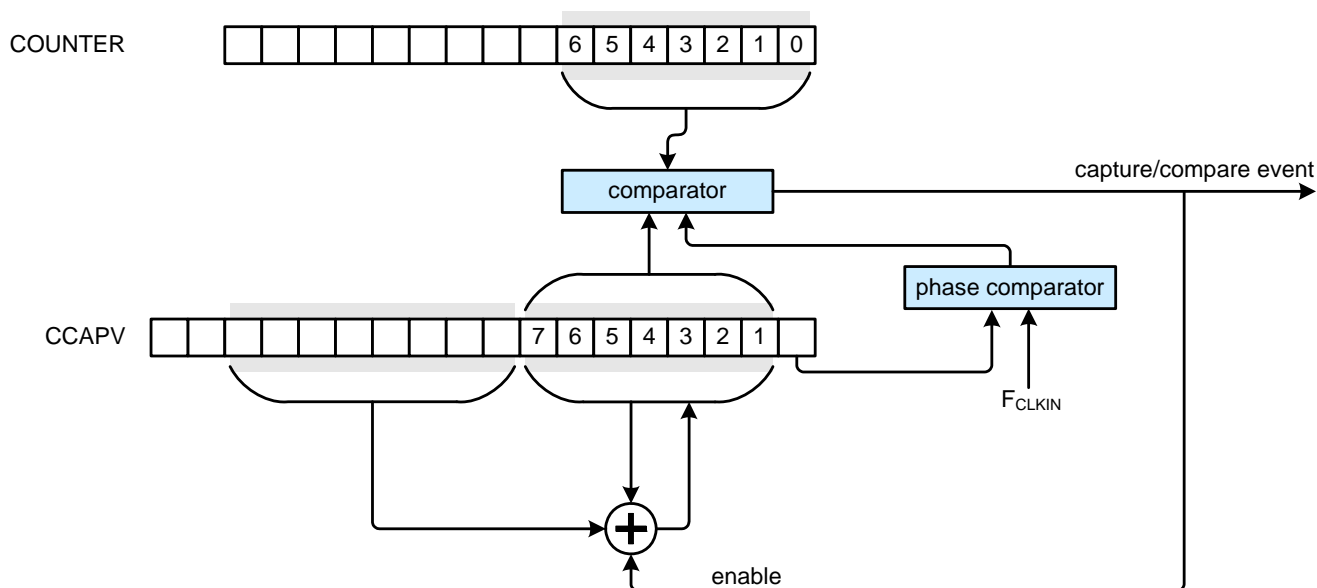 COUNTER 6 5 4 3 2 1 0
capture/compare event
comparator
phase comparator
CCAPV 7 6 5 4 3 2 1
FCLKIN
enable